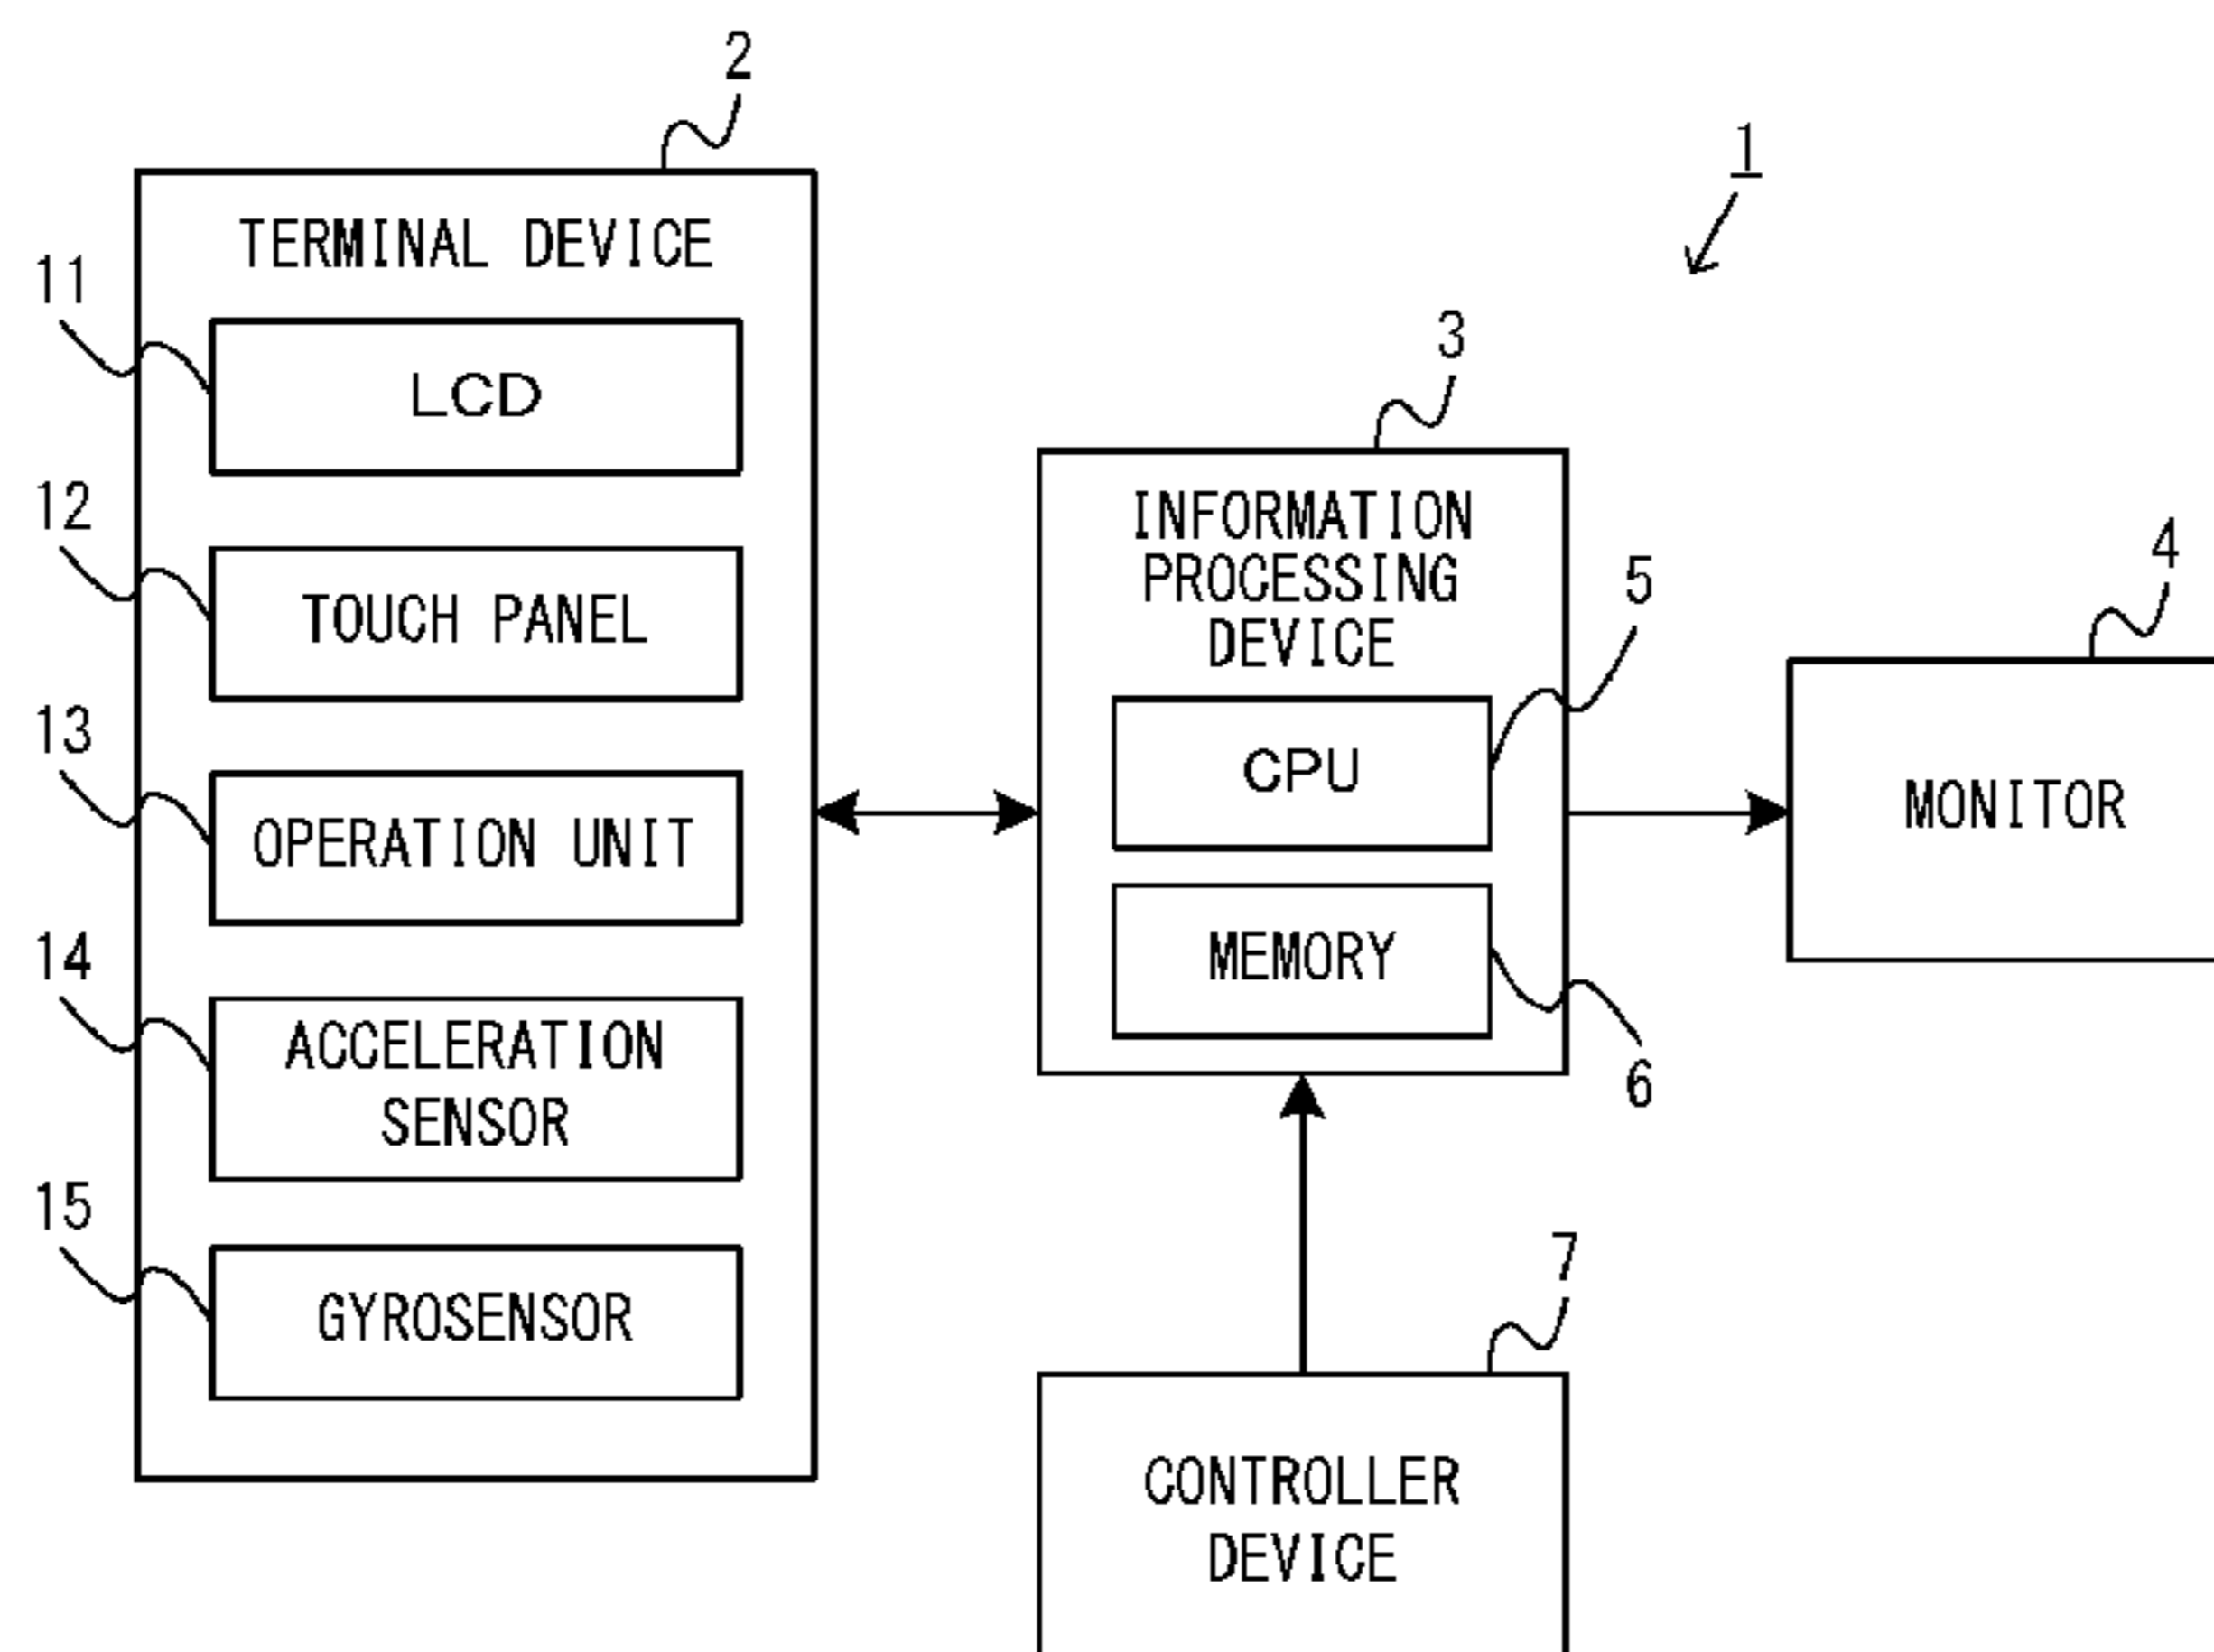 2
1
TERMINAL DEVICE
11
LCD
3
12
TOUCH PANEL
INFORMATION
PROCESSING
DEVICE
5
4
13
OPERATION UNIT
CPU
MONITOR
14
ACCELERATION
SENSOR
MEMORY
6
15
GYROSENSOR
7
CONTROLLER
DEVICE